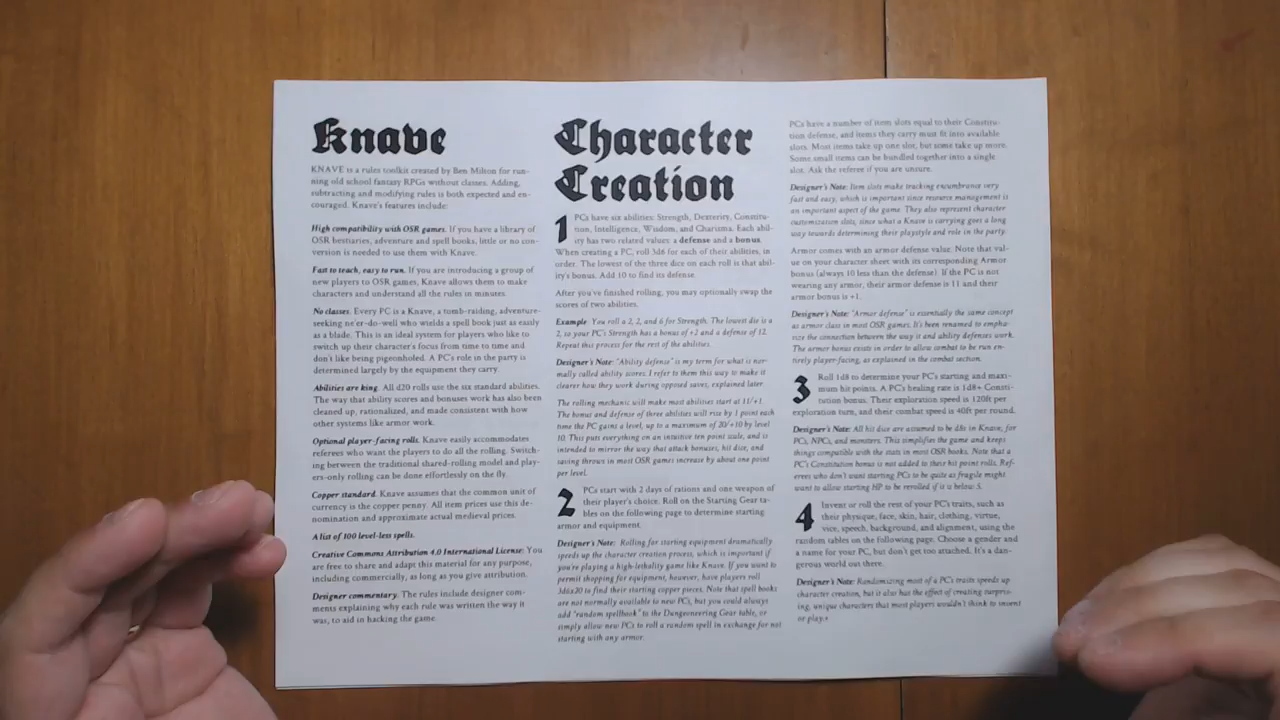 Knave
KNAVE is a rules toolkit created by Ben Milton for run-
ning old school fantasy RPGs without classes. Adding,
subtracting and modifying rules is both expected and en-
couraged. Knave's features include:
High compatibility with OSR games. If you have a library of
OSR bestiaries, adventure and spell books, little or no con-
version is needed to use them with Knave.
Fast to teach, easy to run. If you are introducing a group of
new players to OSR games, Knave allows them to make
characters and understand all the rules in minutes.
No classes. Every PC is a Knave, a tomb-raiding, adventure-
seeking ne'er-do-well who wields a spell book just as easily
as a blade. This is an ideal system for players who like to
switch up their character's focus from time to time and
don't like being pigeonholed. A PC's role in the party is
determined largely by the equipment they carry.
Abilities are king. All d20 rolls use the six standard abilities.
The way that ability scores and bonuses work has also been
cleaned up, rationalized, and made consistent with how
other systems like armor work.
Optional player-facing rolls. Knave easily accommodates
referees who want the players to do all the rolling. Switch-
ing between the traditional shared-rolling model and play-
ers-only rolling can be done effortlessly on the fly.
Copper standard. Knave assumes that the common unit of
currency is the copper penny. All item prices use this de-
nomination and approximate actual medieval prices.
A list of 100 level-less spells.
Creative Commons Attribution 4.0 International License: You
are free to share and adapt this material for any purpose,
including commercially, as long as you give attribution.
Designer commentary. The rules include designer com-
ments explaining why each rule was written the way it
was, to aid in hacking the game.
Character
Creation
1 PCs have six abilities: Strength, Dexterity, Constitu-
tion, Intelligence, Wisdom, and Charisma. Each abil-
ity has two related values: a defense and a bonus.
When creating a PC, roll 3d6 for each of their abilities, in
order. The lowest of the three dice on each roll is that abil-
ity's bonus. Add 10 to find its defense.
After you've finished rolling, you may optionally swap the
scores of two abilities.
Example: You roll a 2, 2, and 6 for Strength. The lowest die is a
2, so your PC's Strength has a bonus of +2 and a defense of 12.
Repeat this process for the rest of the abilities.
Designer's Note: "Ability defense" is my term for what is nor-
mally called ability scores. I refer to them this way to make it
clearer how they work during opposed saves, explained later.
The rolling mechanic will make most abilities start at 11/+1.
The bonus and defense of three abilities will rise by 1 point each
time the PC gains a level, up to a maximum of 20/+10 by level
10. This puts everything on an intuitive ten point scale, and is
intended to mirror the way that attack bonuses, hit dice, and
saving throws in most OSR games increase by about one point
per level.
2 PCs start with 2 days of rations and one weapon of
their player's choice. Roll on the Starting Gear ta-
bles on the following page to determine starting
armor and equipment.
Designer's Note: Rolling for starting equipment dramatically
speeds up the character creation process, which is important if
you're playing a high-lethality game like Knave. If you want to
permit shopping for equipment, however, have players roll
3d6x20 to find their starting copper pieces. Note that spell books
are not normally available to new PCs, but you could always
add "random spellbook" to the Dungeoneering Gear table, or
simply allow new PCs to roll a random spell in exchange for not
starting with any armor.
PCs have a number of item slots equal to their Constitu-
tion defense, and items they carry must fit into available
slots. Most items take up one slot, but some take up more.
Some small items can be bundled together into a single
slot. Ask the referee if you are unsure.
Designer's Note: Item slots make tracking encumbrance very
fast and easy, which is important since resource management is
an important aspect of the game. They also represent character
customization slots, since what a Knave is carrying goes a long
way towards determining their playstyle and role in the party.
Armor comes with an armor defense value. Note that val-
ue on your character sheet with its corresponding Armor
bonus (always 10 less than the defense). If the PC is not
wearing any armor, their armor defense is 11 and their
armor bonus is +1.
Designer's Note: "Armor defense" is essentially the same concept
as armor class in most OSR games. It's been renamed to empha-
size the connection between the way it and ability defenses work.
The armor bonus exists in order to allow combat to be run en-
tirely player-facing, as explained in the combat section.
3 Roll 1d8 to determine your PC's starting and maxi-
mum hit points. A PC's healing rate is 1d8+ Consti-
tution bonus. Their exploration speed is 120ft per
exploration turn, and their combat speed is 40ft per round.
Designer's Note: All hit dice are assumed to be d8s in Knave, for
PCs, NPCs, and monsters. This simplifies the game and keeps
things compatible with the stats in most OSR books. Note that a
PC's Constitution bonus is not added to their hit point rolls. Ref-
erees who don't want starting PCs to be quite as fragile might
want to allow starting HP to be rerolled if it is below 5.
4 Invent or roll the rest of your PC's traits, such as
their physique, face, skin, hair, clothing, virtue,
vice, speech, background, and alignment, using the
random tables on the following page. Choose a gender and
a name for your PC, but don't get too attached. It's a dan-
gerous world out there.
Designer's Note: Randomizing most of a PC's traits speeds up
character creation, but it also has the effect of creating surpris-
ing, unique characters that most players wouldn't think to invent
or play.